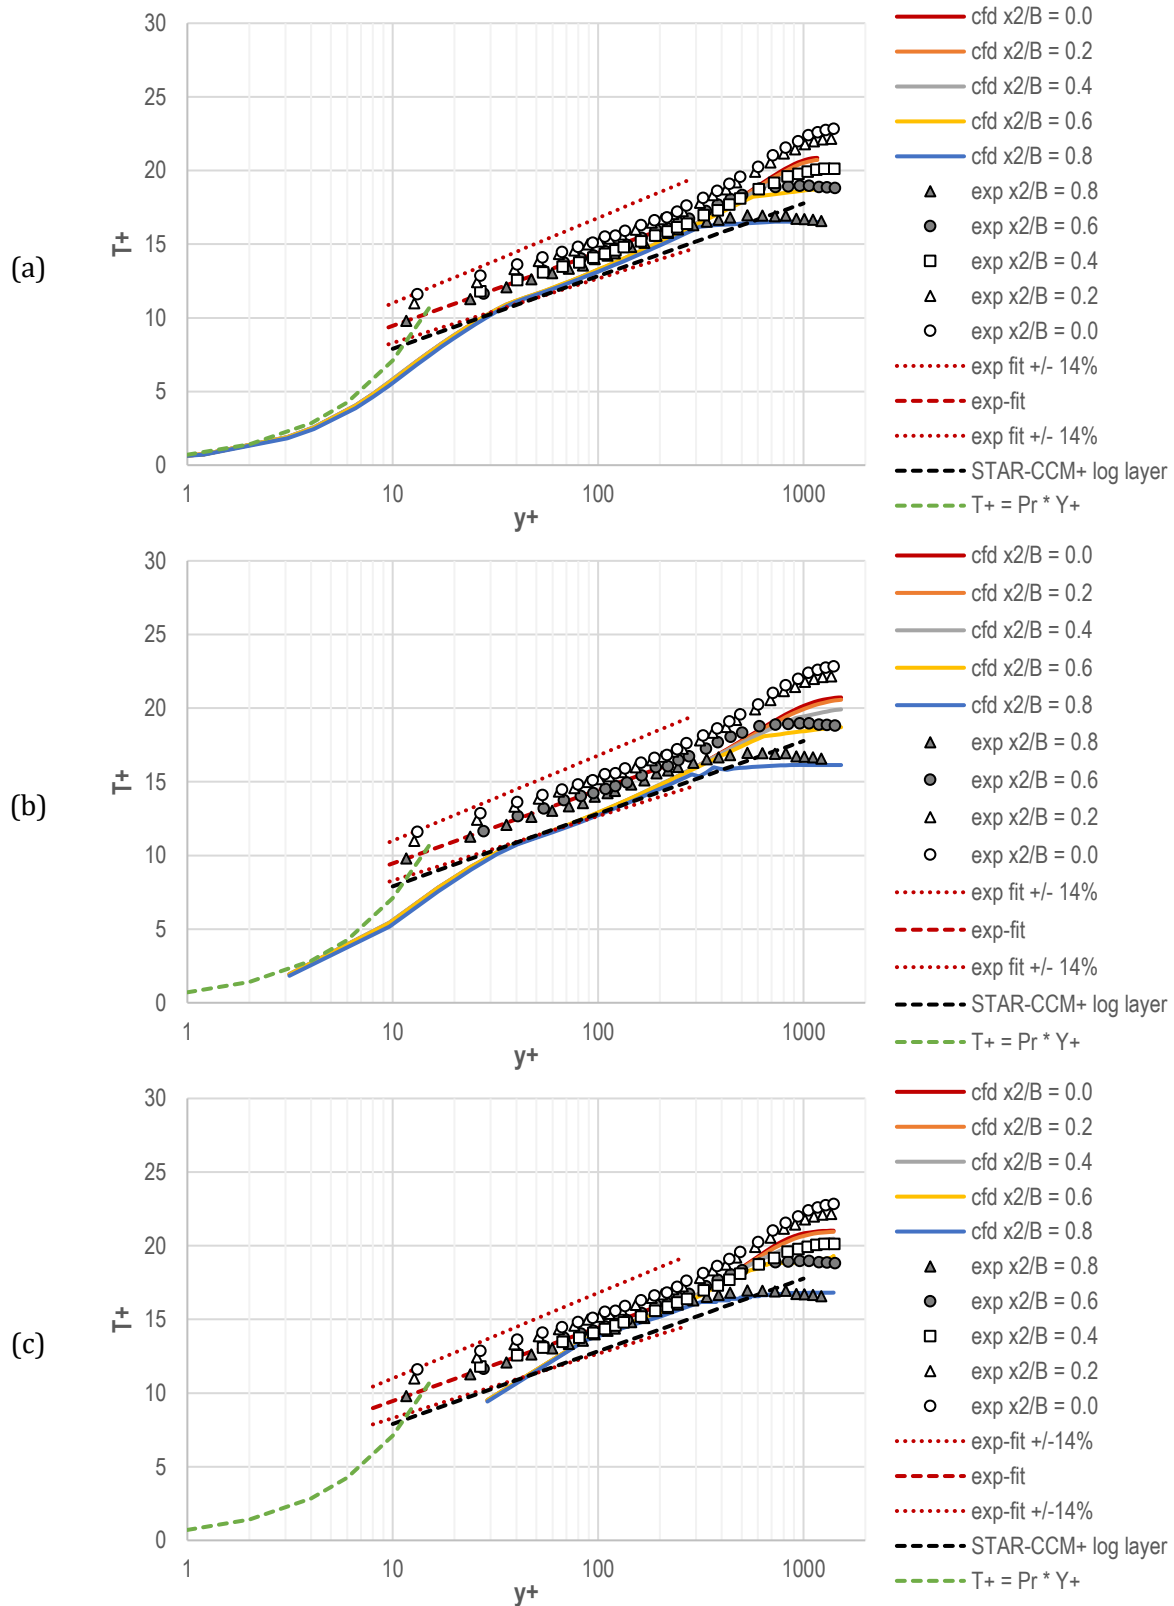 (a)
T+
30
25
20
15
10
5
0
1
10
100
1000
y+
cfd x2/B = 0.0
cfd x2/B = 0.2
cfd x2/B = 0.4
cfd x2/B = 0.6
cfd x2/B = 0.8
exp x2/B = 0.8
exp x2/B = 0.6
exp x2/B = 0.4
exp x2/B = 0.2
exp x2/B = 0.0
exp fit +/- 14%
exp-fit
exp fit +/- 14%
STAR-CCM+ log layer
T+ = Pr * Y+
(b)
T+
30
25
20
15
10
5
0
1
10
100
1000
y+
cfd x2/B = 0.0
cfd x2/B = 0.2
cfd x2/B = 0.4
cfd x2/B = 0.6
cfd x2/B = 0.8
exp x2/B = 0.8
exp x2/B = 0.6
exp x2/B = 0.2
exp x2/B = 0.0
exp fit +/- 14%
exp-fit
exp fit +/- 14%
STAR-CCM+ log layer
T+ = Pr * Y+
(c)
T+
30
25
20
15
10
5
0
1
10
100
1000
y+
cfd x2/B = 0.0
cfd x2/B = 0.2
cfd x2/B = 0.4
cfd x2/B = 0.6
cfd x2/B = 0.8
exp x2/B = 0.8
exp x2/B = 0.6
exp x2/B = 0.4
exp x2/B = 0.2
exp x2/B = 0.0
exp-fit +/-14%
exp-fit
exp-fit +/-14%
STAR-CCM+ log layer
T+ = Pr * Y+